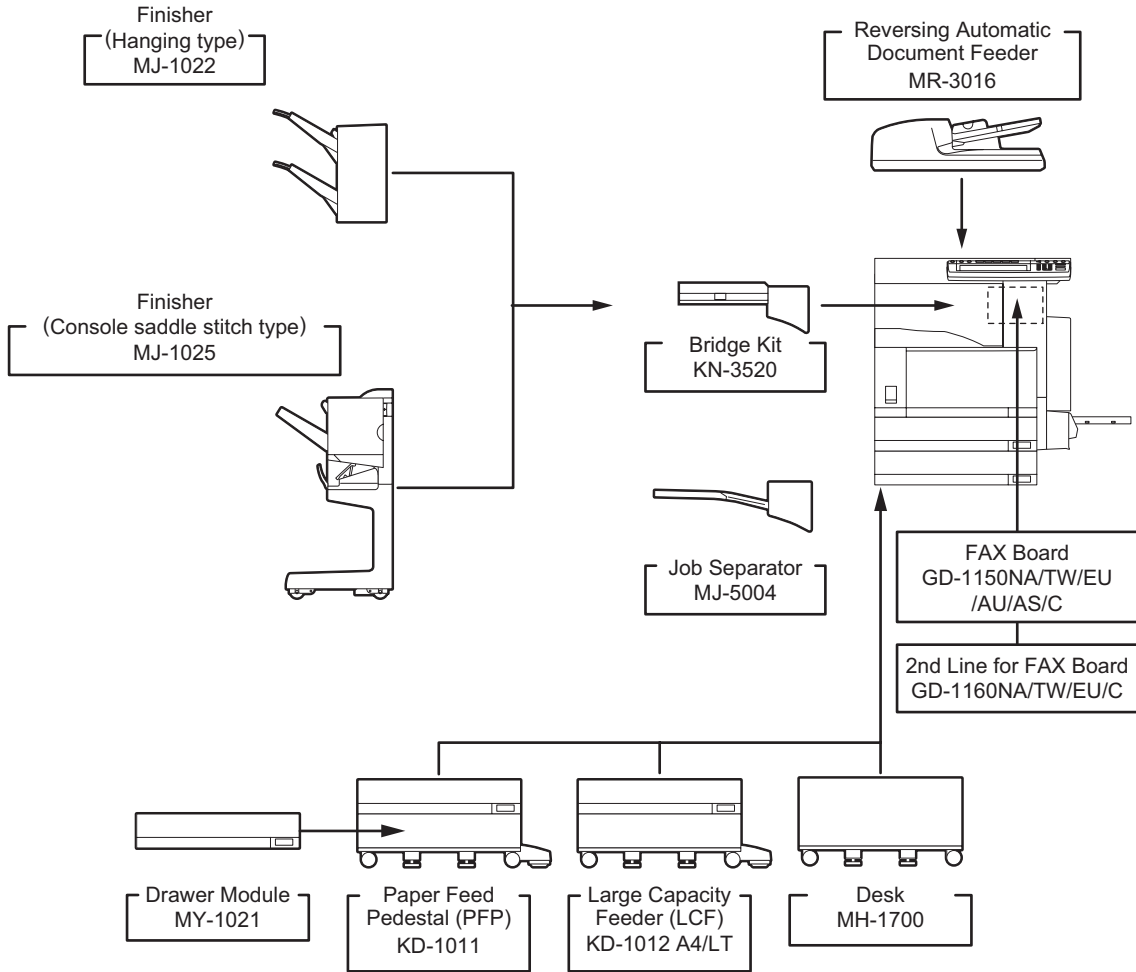 Finisher
(Hanging type)
MJ-1022
Reversing Automatic
Document Feeder
MR-3016
Finisher
(Console saddle stitch type)
MJ-1025
Bridge Kit
KN-3520
Job Separator
MJ-5004
FAX Board
GD-1150NA/TW/EU
/AU/AS/C
2nd Line for FAX Board
GD-1160NA/TW/EU/C
Drawer Module
MY-1021
Paper Feed
Pedestal (PFP)
KD-1011
Large Capacity
Feeder (LCF)
KD-1012 A4/LT
Desk
MH-1700